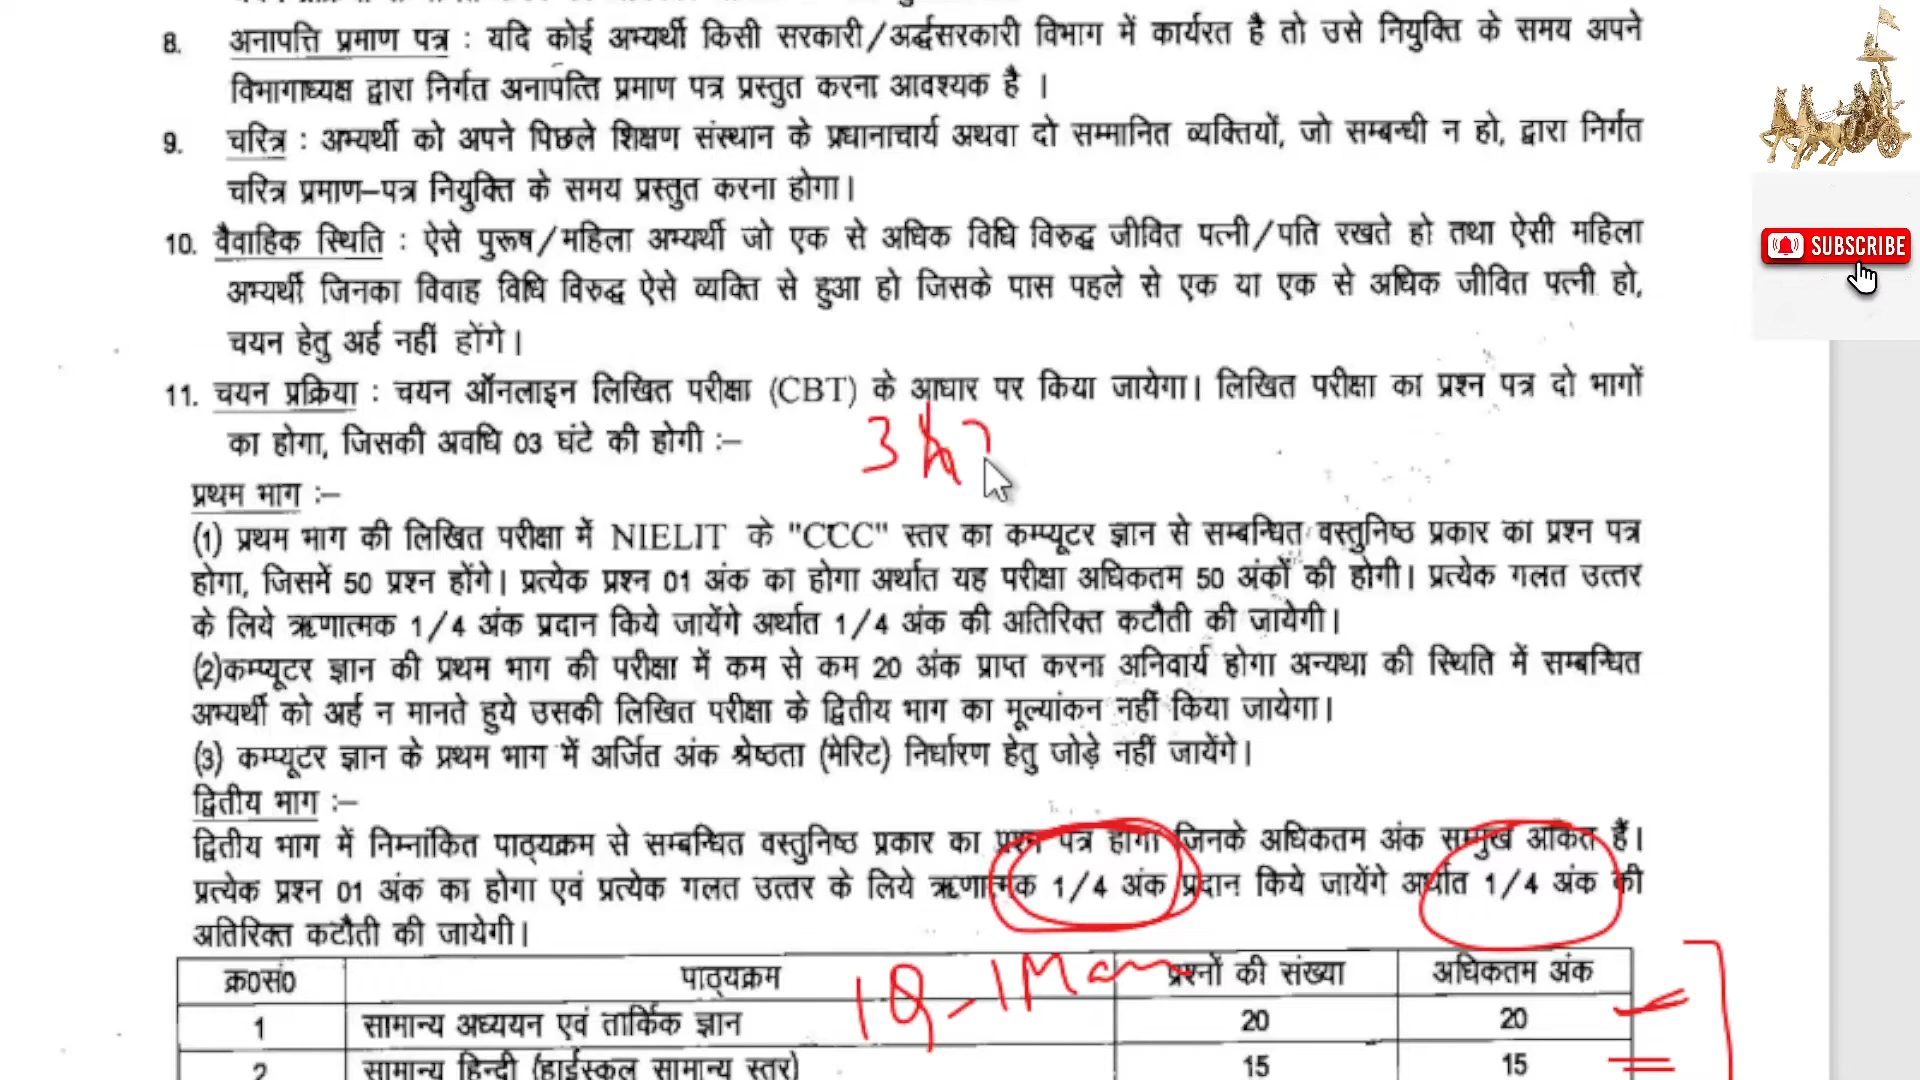 8. अनापत्ति प्रमाण पत्र : यदि कोई अभ्यर्थी किसी सरकारी/अर्द्धसरकारी विभाग में कार्यरत है तो उसे नियुक्ति के समय अपने
विभागाध्यक्ष द्वारा निर्गत अनापत्ति प्रमाण पत्र प्रस्तुत करना आवश्यक है ।
9. चरित्र : अभ्यर्थी को अपने पिछले शिक्षण संस्थान के प्रधानाचार्य अथवा दो सम्मानित व्यक्तियों, जो सम्बन्धी न हो, द्वारा निर्गत
चरित्र प्रमाण–पत्र नियुक्ति के समय प्रस्तुत करना होगा।
SUBSCRIBE
10. वैवाहिक स्थिति : ऐसे पुरूष/महिला अभ्यर्थी जो एक से अधिक विधि विरुद्ध जीवित पत्नी/पति रखते हो तथा ऐसी महिला
अभ्यर्थी जिनका विवाह विधि विरुद्ध ऐसे व्यक्ति से हुआ हो जिसके पास पहले से एक या एक से अधिक जीवित पत्नी हो,
चयन हेतु अर्ह नहीं होंगे।
11. चयन प्रक्रिया : चयन ऑनलाइन लिखित परीक्षा (CBT) के आधार पर किया जायेगा। लिखित परीक्षा का प्रश्न पत्र दो भागों
का होगा, जिसकी अवधि 03 घंटे की होगी :–
3
प्रथम भाग :–
(1) प्रथम भाग की लिखित परीक्षा में NIELIT के "CCC" स्तर का कम्प्यूटर ज्ञान से सम्बन्धित वस्तुनिष्ठ प्रकार का प्रश्न पत्र
होगा, जिसमें 50 प्रश्न होंगे। प्रत्येक प्रश्न 01 अंक का होगा अर्थात यह परीक्षा अधिकतम 50 अंकों की होगी। प्रत्येक गलत उत्तर
के लिये ऋणात्मक 1/4 अंक प्रदान किये जायेंगे अर्थात 1/4 अंक की अतिरिक्त कटौती की जायेगी।
(2)कम्प्यूटर ज्ञान की प्रथम भाग की परीक्षा में कम से कम 20 अंक प्राप्त करना अनिवार्य होगा अन्यथा की स्थिति में सम्बन्धित
अभ्यर्थी को अर्ह न मानते हुये उसकी लिखित परीक्षा के द्वितीय भाग का मूल्यांकन नहीं किया जायेगा।
(3) कम्प्यूटर ज्ञान के प्रथम भाग में अर्जित अंक श्रेष्ठता (मेरिट) निर्धारण हेतु जोड़े नहीं जायेंगे।
द्वितीय भाग :–
द्वितीय भाग में निम्नांकित पाठ्यक्रम से सम्बन्धित वस्तुनिष्ठ प्रकार का प्रश्न पत्र होगा जिनके अधिकतम अंक सम्मुख अंकित हैं।
प्रत्येक प्रश्न 01 अंक का होगा एवं प्रत्येक गलत उत्तर के लिये ऋणात्मक 1/4 अंक प्रदान किये जायेंगे अर्थात 1/4 अंक की
अतिरिक्त कटौती की जायेगी।
क्र0सं0 पाठ्यक्रम प्रश्नों की संख्या अधिकतम अंक
1 सामान्य अध्ययन एवं तार्किक ज्ञान 20 20
1Q-1M
2 सामान्य हिन्दी (हाईस्कूल सामान्य स्तर) 15 15